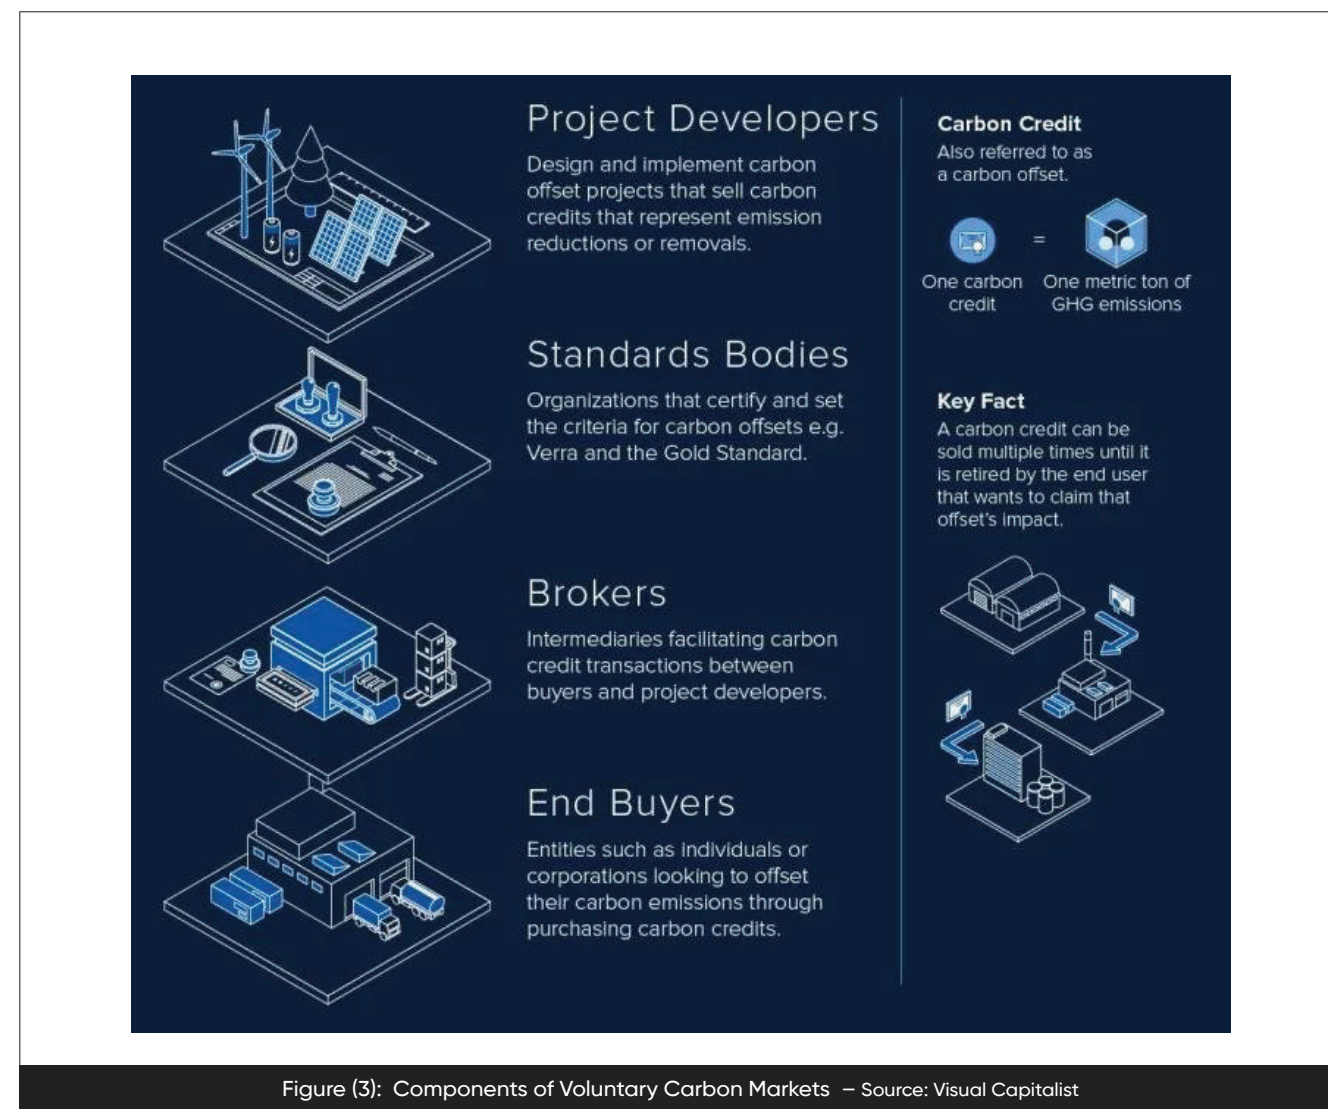 Project Developers
Design and implement carbon
offset projects that sell carbon
credits that represent emission
reductions or removals.
Standards Bodies
Organizations that certify and set
the criteria for carbon offsets e.g.
Verra and the Gold Standard.
Brokers
Intermediaries facilitating carbon
credit transactions between
buyers and project developers.
End Buyers
Entities such as individuals or
corporations looking to offset
their carbon emissions through
purchasing carbon credits.
Carbon Credit
Also referred to as
a carbon offset.
=
One carbon
credit
One metric ton of
GHG emissions
Key Fact
A carbon credit can be
sold multiple times until it
is retired by the end user
that wants to claim that
offset's impact.
Figure (3): Components of Voluntary Carbon Markets – Source: Visual Capitalist